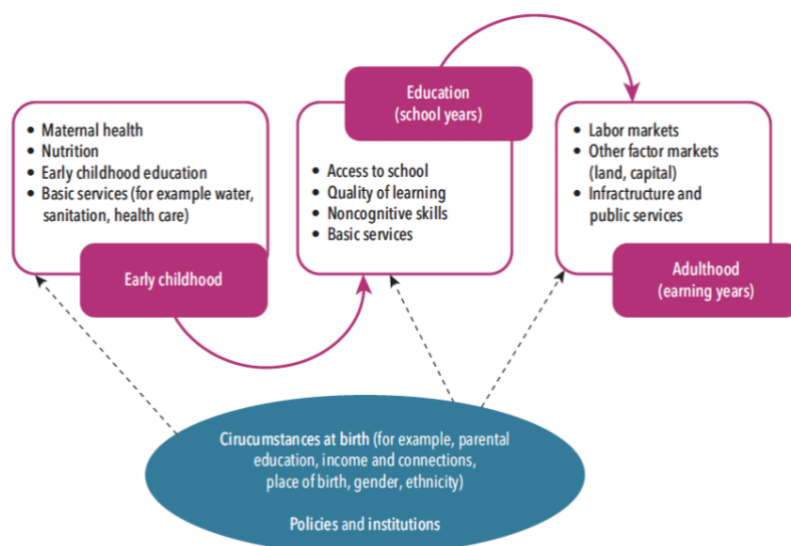 • Maternal health
• Nutrition
• Early childhood education
• Basic services (for example water,
sanitation, health care)
Early childhood
Education
(school years)
• Access to school
• Quality of learning
• Noncognitive skills
• Basic services
• Labor markets
• Other factor markets
(land, capital)
• Infractructure and
public services
Adulthood
(earning years)
Cirucumstances at birth (for example, parental
education, income and connections,
place of birth, gender, ethnicity)
Policies and institutions